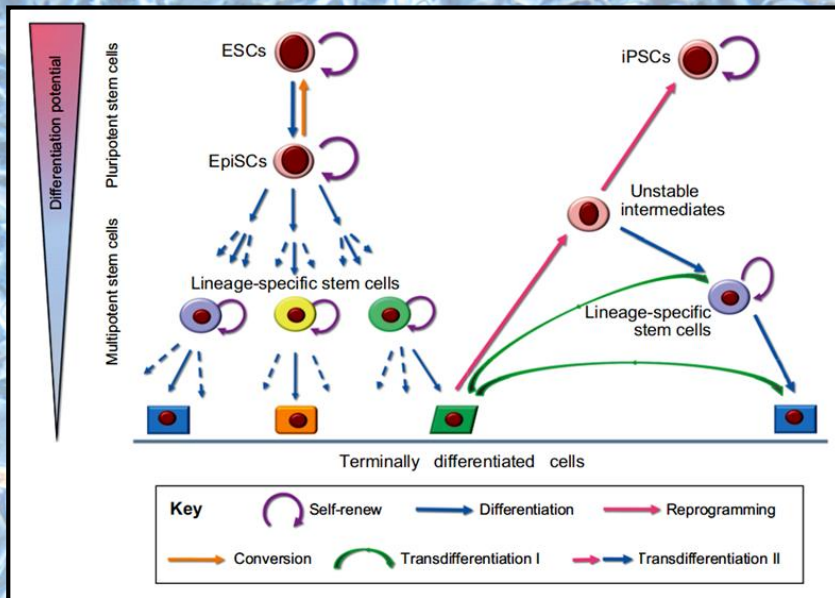 Differentiation potential
Pluripotent stem cells
Multipotent stem cells
ESCs
iPSCs
EpiSCs
Unstable
intermediates
Lineage-specific stem cells
Lineage-specific
stem cells
Terminally differentiated cells
Key
Self-renew
Differentiation
Reprogramming
Conversion
Transdifferentiation I
Transdifferentiation II